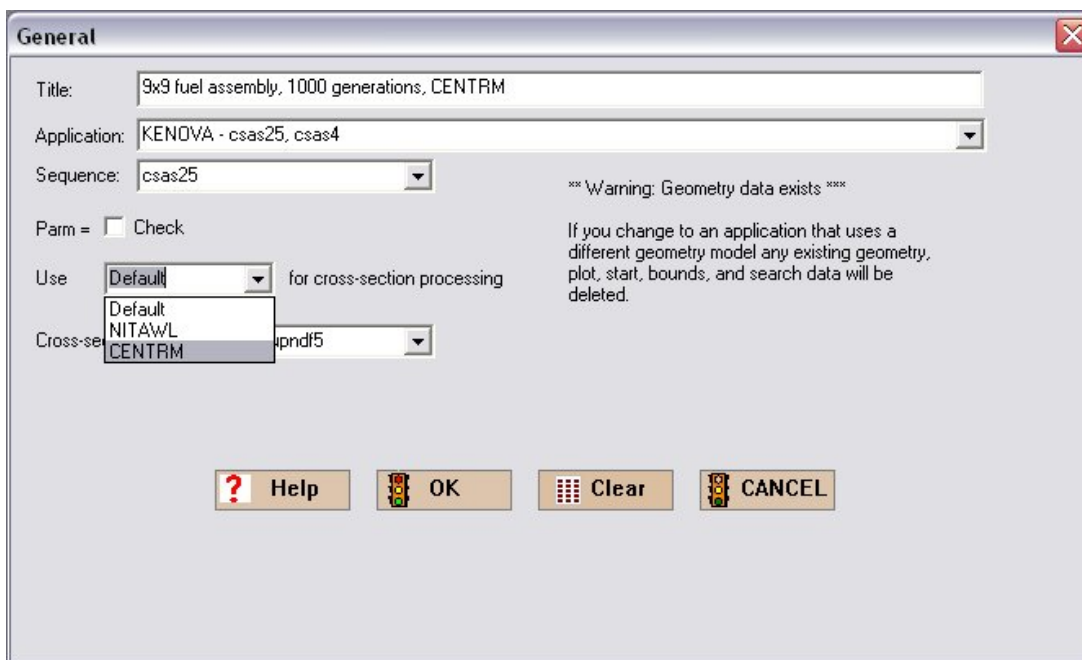 General
Title: 9x9 fuel assembly, 1000 generations, CENTRM
Application: KENOVA - csas25, csas4
Sequence: csas25
** Warning: Geometry data exists ***
Parm = Check
If you change to an application that uses a
different geometry model any existing geometry,
plot, start, bounds, and search data will be
deleted.
Use Default for cross-section processing
Default
NITAWL
CENTRM
Cross-se upndf5
? Help OK Clear CANCEL